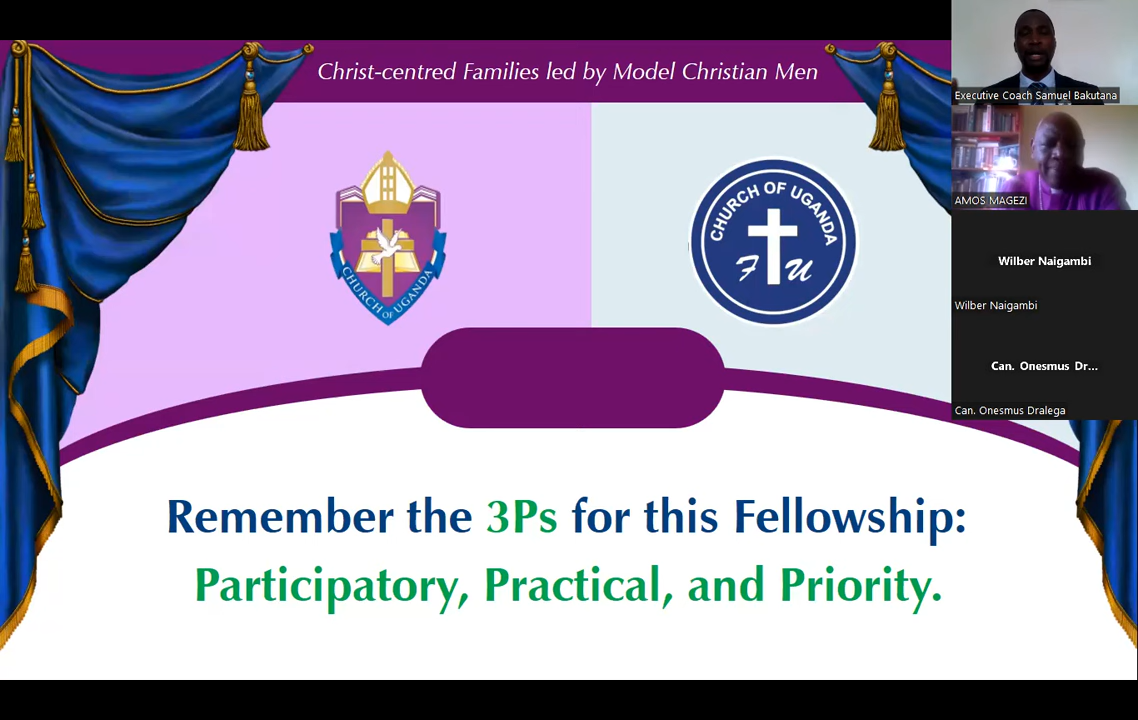 Christ-centred Families led by Model Christian Men
CHURCH OF UGANDA
CHURCH OF UGANDA
F U
Remember the 3Ps for this Fellowship:
Participatory, Practical, and Priority.
Executive Coach Samuel Bakutana
AMOS MAGEZI
Wilber Naigambi
Wilber Naigambi
Can. Onesmus Dr...
Can. Onesmus Dralega